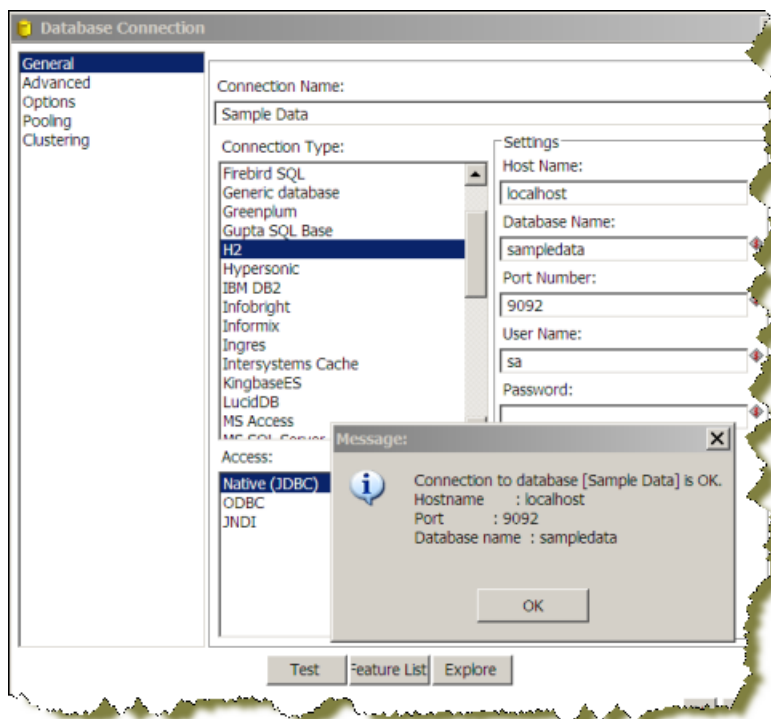 Database Connection
General
Advanced
Options
Pooling
Clustering
Connection Name:
Sample Data
Connection Type:
Firebird SQL
Generic database
Greenplum
Gupta SQL Base
H2
Hypersonic
IBM DB2
Infobright
Informix
Ingres
Intersystems Cache
KingbaseES
LucidDB
MS Access
MS SQL Server
Settings
Host Name:
localhost
Database Name:
sampledata
Port Number:
9092
User Name:
sa
Password:
Access:
Native (JDBC)
ODBC
JNDI
Message:
Connection to database [Sample Data] is OK.
Hostname : localhost
Port : 9092
Database name : sampledata
OK
Test
Feature List
Explore